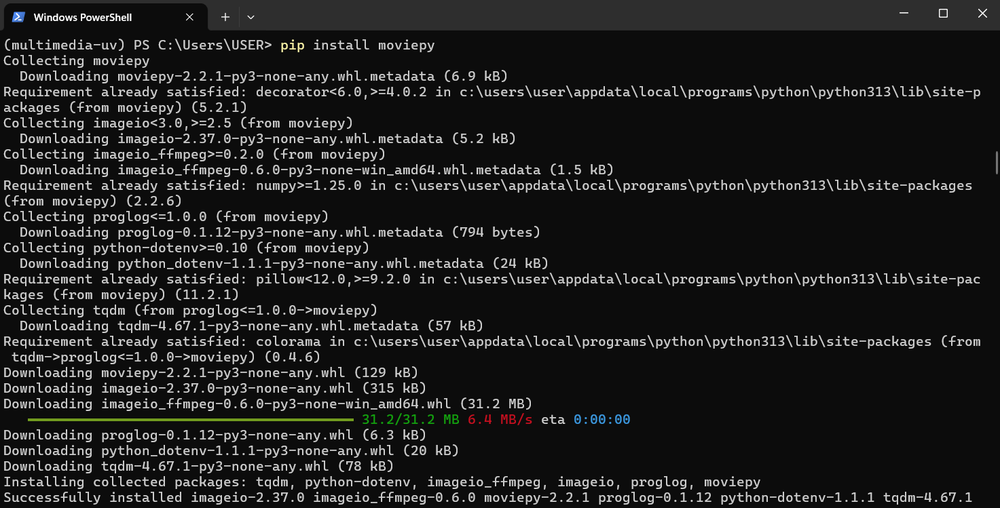 Windows PowerShell
(multimedia-uv) PS C:\Users\USER> pip install moviepy
Collecting moviepy
  Downloading moviepy-2.2.1-py3-none-any.whl.metadata (6.9 kB)
Requirement already satisfied: decorator<6.0,>=4.0.2 in c:\users\user\appdata\local\programs\python\python313\lib\site-p
ackages (from moviepy) (5.2.1)
Collecting imageio<3.0,>=2.5 (from moviepy)
  Downloading imageio-2.37.0-py3-none-any.whl.metadata (5.2 kB)
Collecting imageio_ffmpeg>=0.2.0 (from moviepy)
  Downloading imageio_ffmpeg-0.6.0-py3-none-win_amd64.whl.metadata (1.5 kB)
Requirement already satisfied: numpy>=1.25.0 in c:\users\user\appdata\local\programs\python\python313\lib\site-packages
(from moviepy) (2.2.6)
Collecting proglog<=1.0.0 (from moviepy)
  Downloading proglog-0.1.12-py3-none-any.whl.metadata (794 bytes)
Collecting python-dotenv>=0.10 (from moviepy)
  Downloading python_dotenv-1.1.1-py3-none-any.whl.metadata (24 kB)
Requirement already satisfied: pillow<12.0,>=9.2.0 in c:\users\user\appdata\local\programs\python\python313\lib\site-pac
kages (from moviepy) (11.2.1)
Collecting tqdm (from proglog<=1.0.0->moviepy)
  Downloading tqdm-4.67.1-py3-none-any.whl.metadata (57 kB)
Requirement already satisfied: colorama in c:\users\user\appdata\local\programs\python\python313\lib\site-packages (from
 tqdm->proglog<=1.0.0->moviepy) (0.4.6)
Downloading moviepy-2.2.1-py3-none-any.whl (129 kB)
Downloading imageio-2.37.0-py3-none-any.whl (315 kB)
Downloading imageio_ffmpeg-0.6.0-py3-none-win_amd64.whl (31.2 MB)
31.2/31.2 MB 6.4 MB/s eta 0:00:00
Downloading proglog-0.1.12-py3-none-any.whl (6.3 kB)
Downloading python_dotenv-1.1.1-py3-none-any.whl (20 kB)
Downloading tqdm-4.67.1-py3-none-any.whl (78 kB)
Installing collected packages: tqdm, python-dotenv, imageio_ffmpeg, imageio, proglog, moviepy
Successfully installed imageio-2.37.0 imageio_ffmpeg-0.6.0 moviepy-2.2.1 proglog-0.1.12 python-dotenv-1.1.1 tqdm-4.67.1